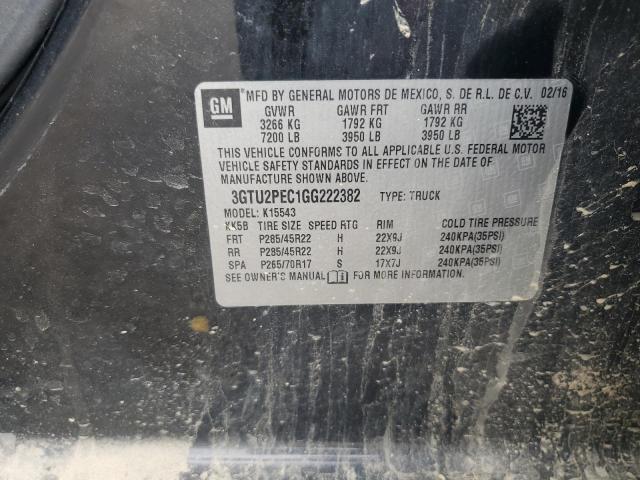 GM MFD BY GENERAL MOTORS DE MEXICO, S. DE R.L. DE C.V. 02/16
GVWR GAWR FRT GAWR RR
3266 KG 1792 KG 1792 KG
7200 LB 3950 LB 3950 LB
THIS VEHICLE CONFORMS TO ALL APPLICABLE U.S. FEDERAL MOTOR
VEHICLE SAFETY STANDARDS IN EFFECT ON THE DATE OF
MANUFACTURE SHOWN ABOVE.
3GTU2PEC1GG222382 TYPE: TRUCK
MODEL: K15543
XK5B TIRE SIZE SPEED RTG RIM COLD TIRE PRESSURE
FRT P285/45R22 H 22X9J 240KPA(35PSI)
RR P285/45R22 H 22X9J 240KPA(35PSI)
SPA P265/70R17 S 17X7J 240KPA(35PSI)
SEE OWNER'S MANUAL FOR MORE INFORMATION.